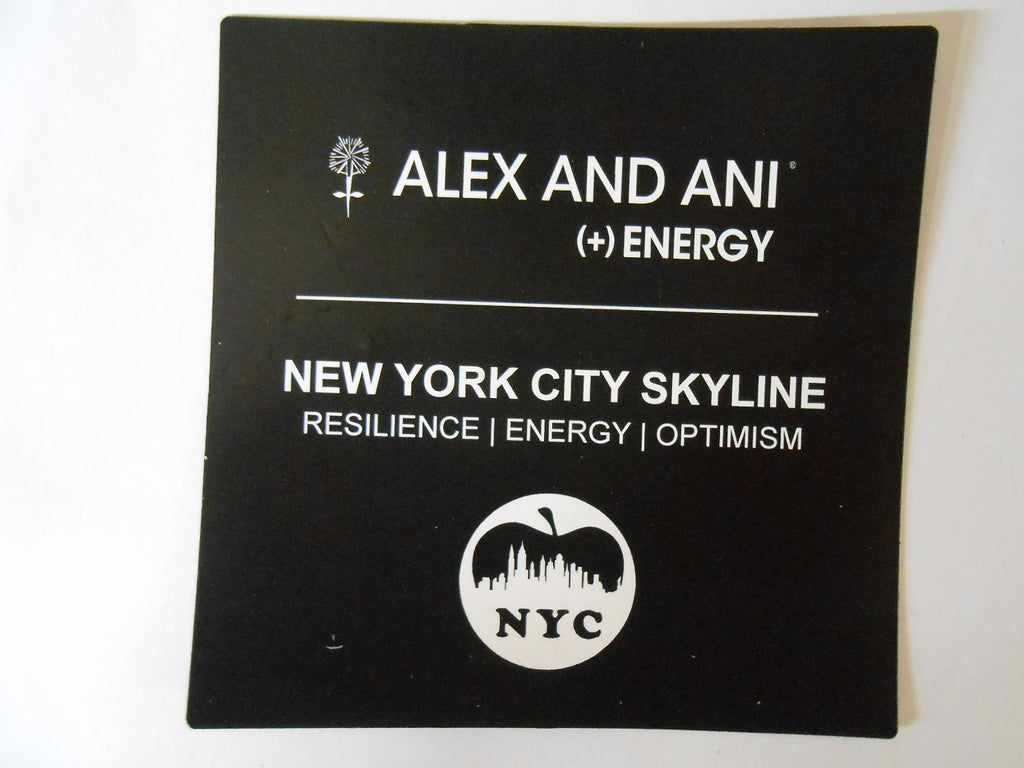 ALEX AND ANI®
(+) ENERGY
NEW YORK CITY SKYLINE
RESILIENCE | ENERGY | OPTIMISM
NYC